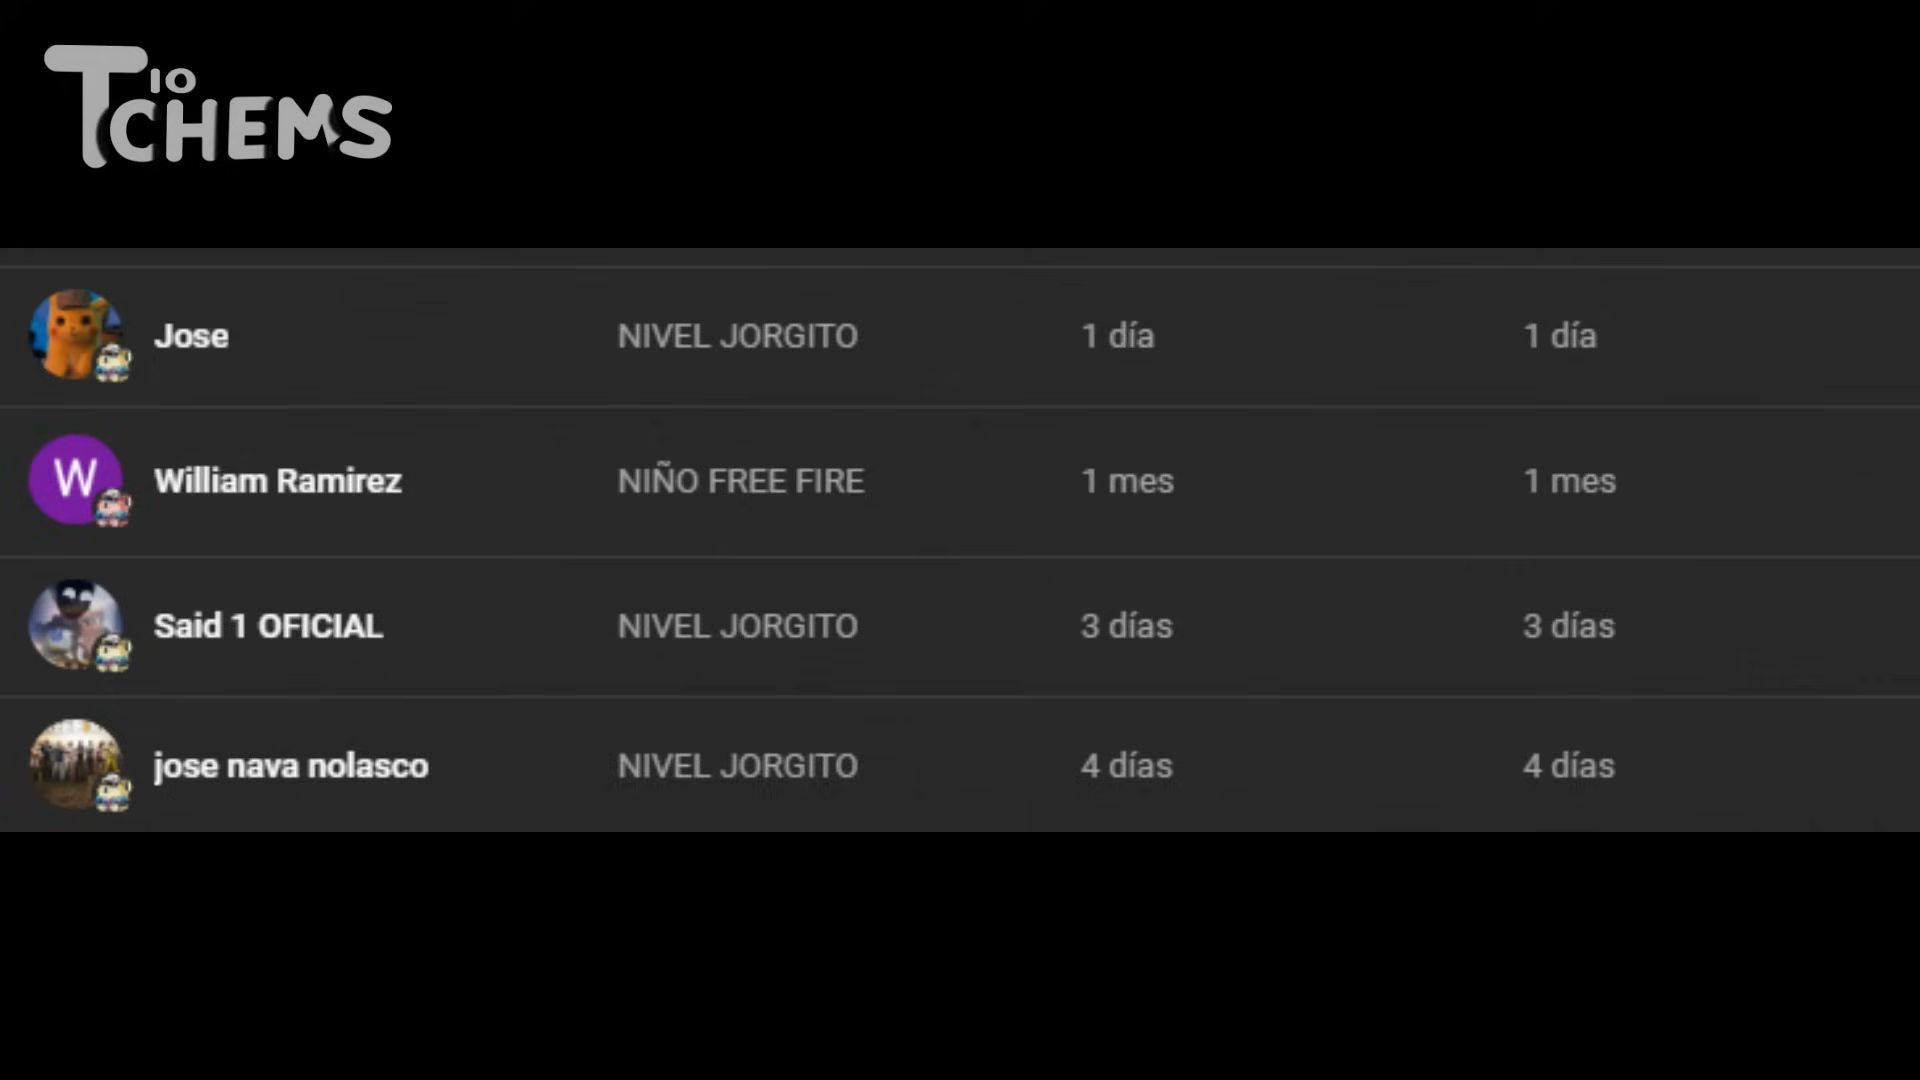 TIO
CHEMS
Jose NIVEL JORGITO 1 día 1 día
W William Ramirez NIÑO FREE FIRE 1 mes 1 mes
Said 1 OFICIAL NIVEL JORGITO 3 días 3 días
jose nava nolasco NIVEL JORGITO 4 días 4 días